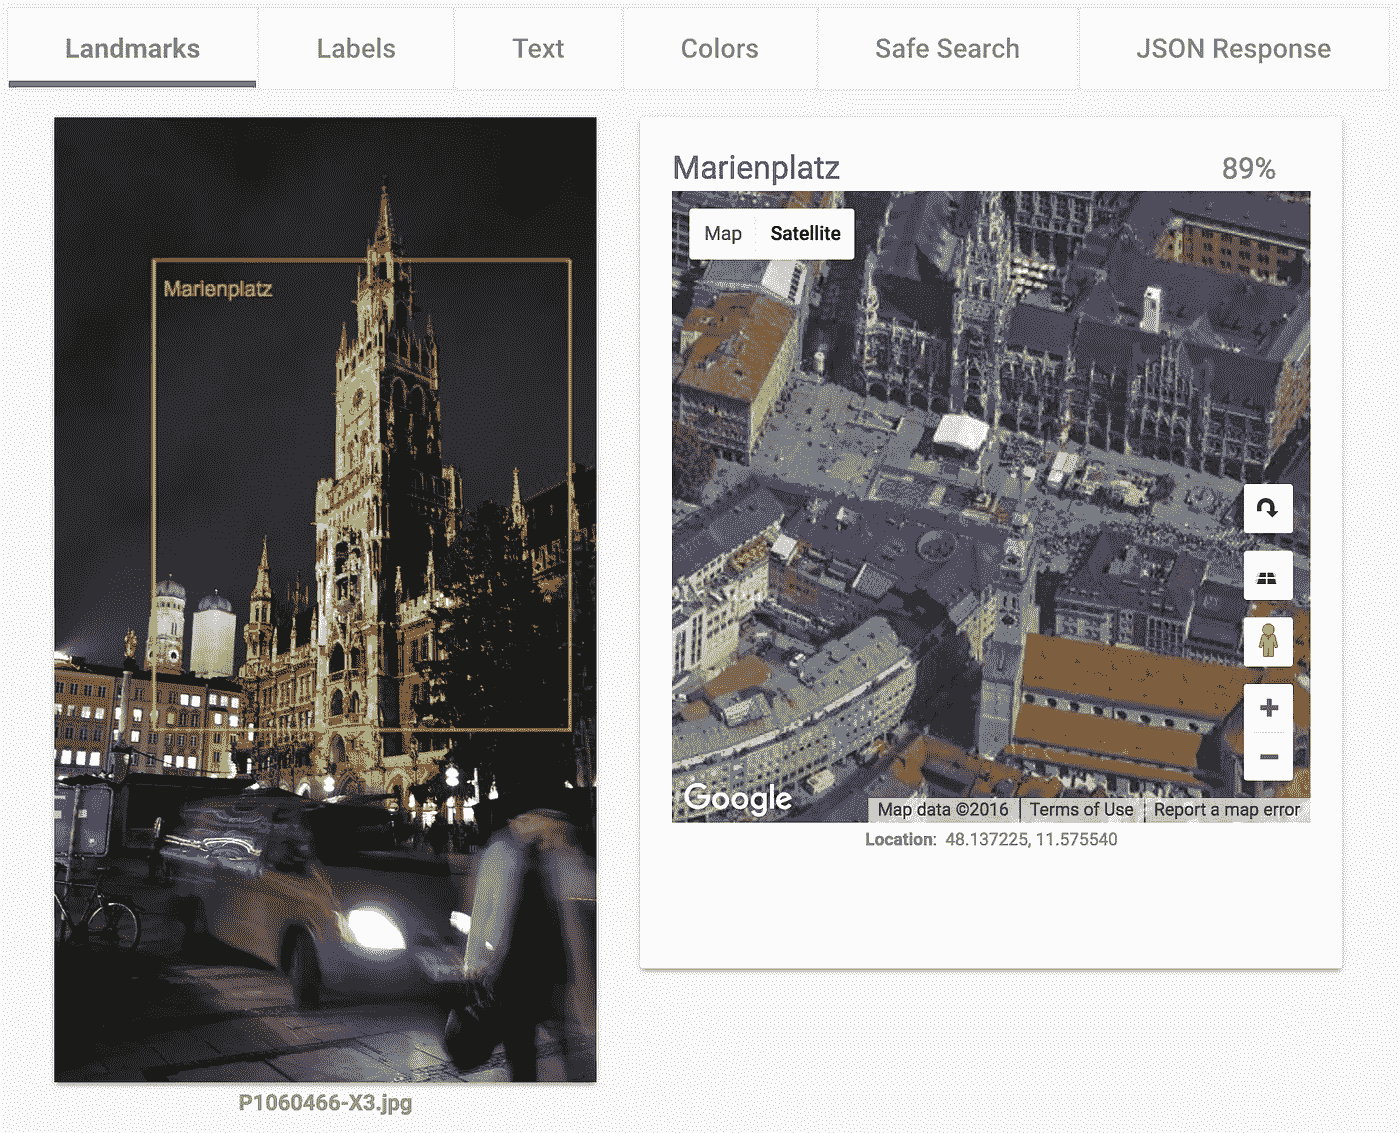 Landmarks Labels Text Colors Safe Search JSON Response
Marienplatz
P1060466-X3.jpg
Marienplatz 89%
Map Satellite
Google
Map data ©2016 Terms of Use Report a map error
Location: 48.137225, 11.575540